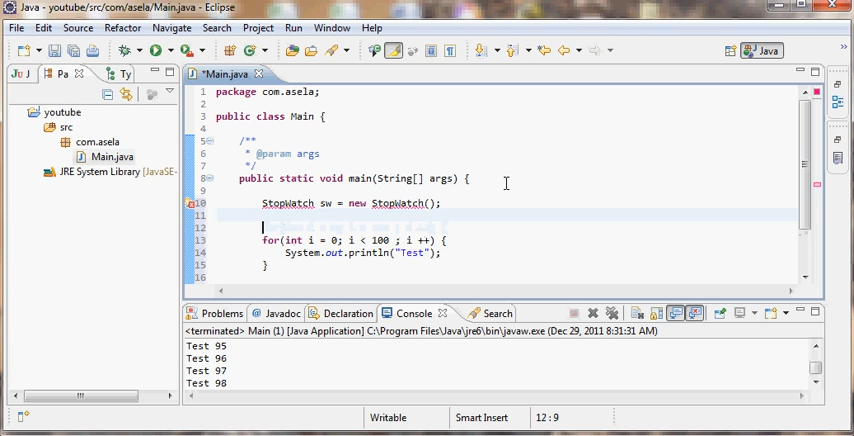 Java - youtube/src/com/asela/Main.java - Eclipse
File Edit Source Refactor Navigate Search Project Run Window Help
Java
Ju J
Pa
Ty
*Main.java
youtube
src
com.asela
Main.java
JRE System Library [JavaSE-
1 package com.asela;
2
3 public class Main {
4
5 /**
6 * @param args
7 */
8 public static void main(String[] args) {
9
10 StopWatch sw = new StopWatch();
11
12
13 for(int i = 0; i < 100 ; i ++) {
14 System.out.println("Test");
15 }
16
Problems @ Javadoc Declaration Console Search
<terminated> Main (1) [Java Application] C:\Program Files\Java\jre6\bin\javaw.exe (Dec 29, 2011 8:31:31 AM)
Test 95
Test 96
Test 97
Test 98
Writable Smart Insert 12 : 9